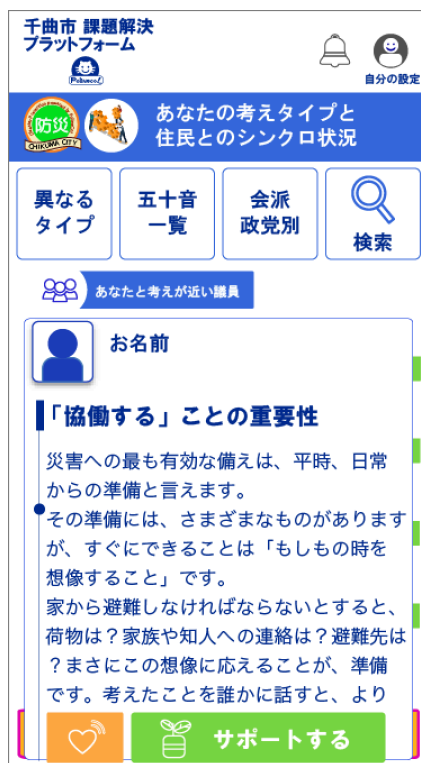 千曲市 課題解決
プラットフォーム
Poliueco!
自分の設定
防災
CHIKUMA CITY
あなたの考えタイプと
住民とのシンクロ状況
異なる
タイプ
五十音
一覧
会派
政党別
検索
あなたと考えが近い議員
お名前
「協働する」ことの重要性
災害への最も有効な備えは、平時、日常
からの準備と言えます。
その準備には、さまざまなものがあります
が、すぐにできることは「もしもの時を
想像すること」です。
家から避難しなければならないとすると、
荷物は？家族や知人への連絡は？避難先は
？まさにこの想像に応えることが、準備
です。考えたことを誰かに話すと、より
サポートする